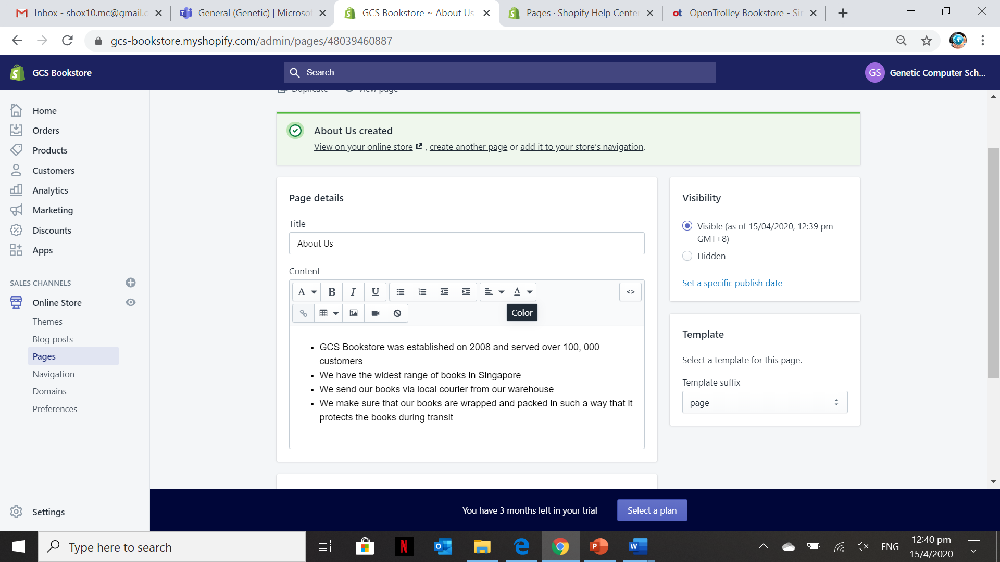 Inbox - shox10.mc@gmail.c
General (Genetic) | Microsof
GCS Bookstore ~ About Us
Pages · Shopify Help Center
OpenTrolley Bookstore - Sin
gcs-bookstore.myshopify.com/admin/pages/48039460887
GCS Bookstore
Search
GS Genetic Computer Sch...
Duplicate View page
Home
Orders
Products
Customers
Analytics
Marketing
Discounts
Apps
SALES CHANNELS
Online Store
Themes
Blog posts
Pages
Navigation
Domains
Preferences
Settings
About Us created
View on your online store , create another page or add it to your store's navigation.
Page details
Title
About Us
Content
A B I U A <>
Color
• GCS Bookstore was established on 2008 and served over 100, 000
customers
• We have the widest range of books in Singapore
• We send our books via local courier from our warehouse
• We make sure that our books are wrapped and packed in such a way that it
protects the books during transit
Visibility
Visible (as of 15/04/2020, 12:39 pm
GMT+8)
Hidden
Set a specific publish date
Template
Select a template for this page.
Template suffix
page
You have 3 months left in your trial
Select a plan
Type here to search
ENG
12:40 pm
15/4/2020